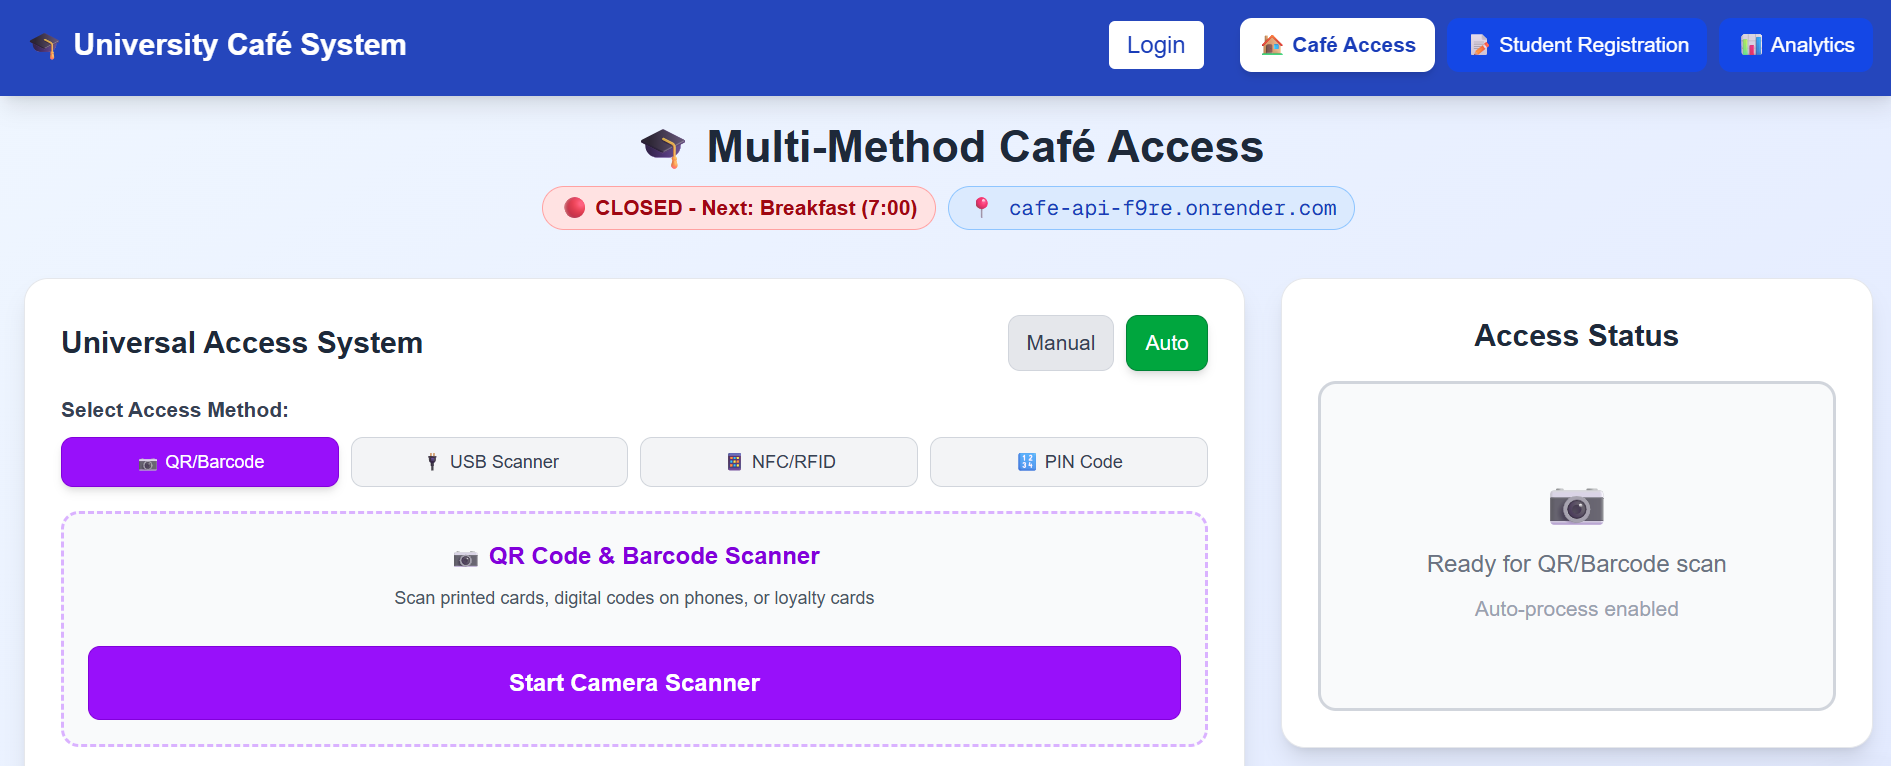 University Café System
Login
Café Access
Student Registration
Analytics
Multi-Method Café Access
CLOSED - Next: Breakfast (7:00)
cafe-api-f9re.onrender.com
Universal Access System
Manual
Auto
Select Access Method:
QR/Barcode
USB Scanner
NFC/RFID
PIN Code
QR Code & Barcode Scanner
Scan printed cards, digital codes on phones, or loyalty cards
Start Camera Scanner
Access Status
Ready for QR/Barcode scan
Auto-process enabled